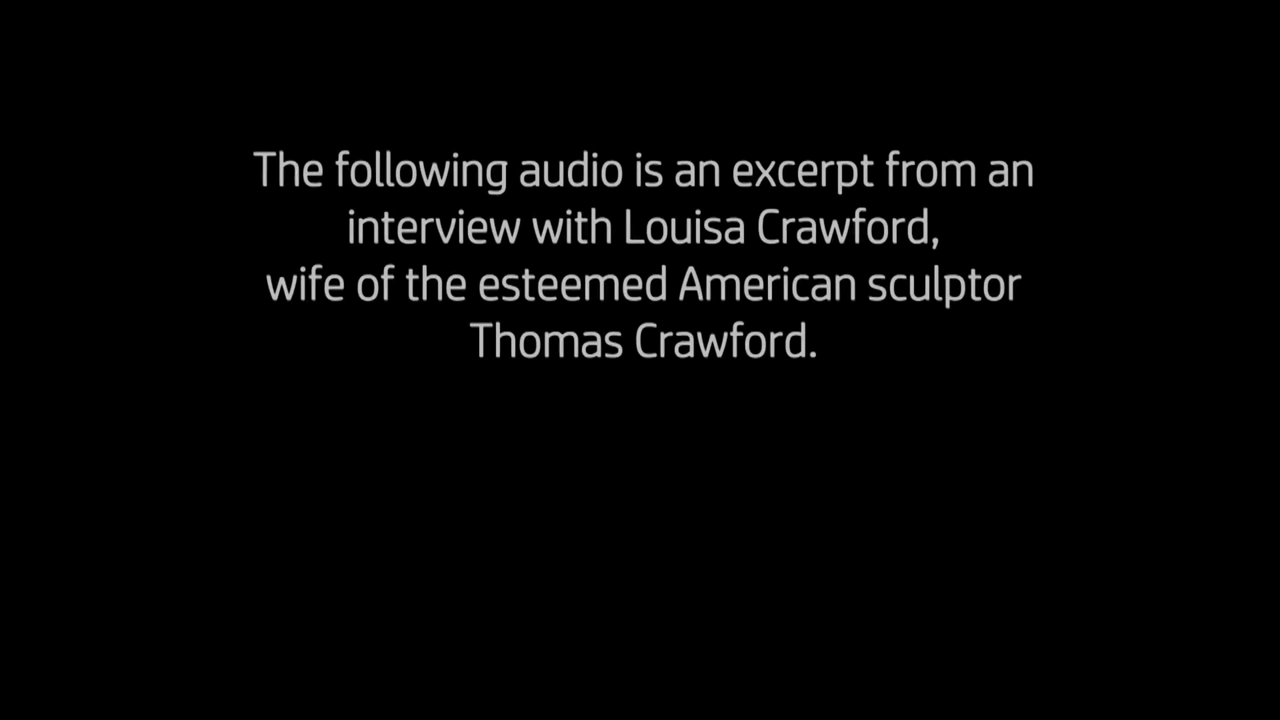 The following audio is an excerpt from an
interview with Louisa Crawford,
wife of the esteemed American sculptor
Thomas Crawford.